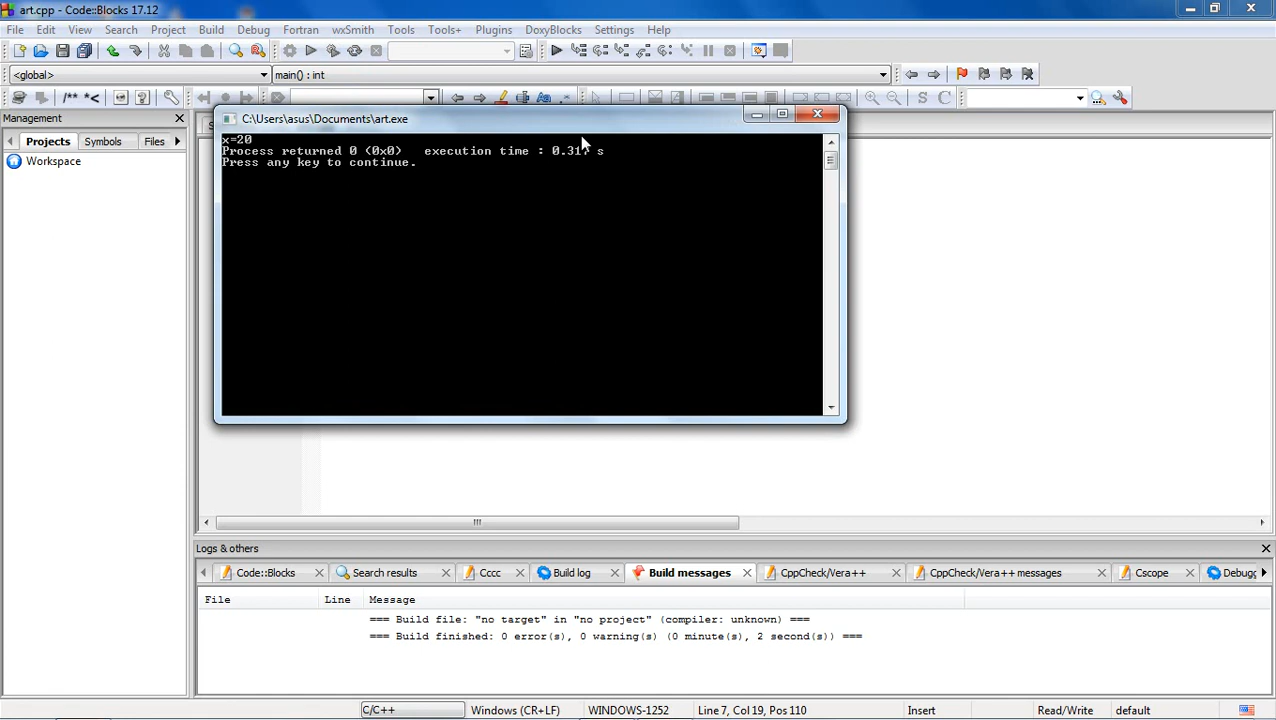 art.cpp - Code::Blocks 17.12
File Edit View Search Project Build Debug Fortran wxSmith Tools Tools+ Plugins DoxyBlocks Settings Help
<global>
main() : int
/** *<
Aa
.*
S C
Management
Projects Symbols Files
Workspace
C:\Users\asus\Documents\art.exe
x=20
Process returned 0 (0x0) execution time : s
Press any key to continue.
Logs & others
Code::Blocks Search results Cccc Build log Build messages CppCheck/Vera++ CppCheck/Vera++ messages Cscope
File Line Message
=== Build file: "no target" in "no project" (compiler: unknown) ===
=== Build finished: 0 error(s), 0 warning(s) (0 minute(s), 2 second(s)) ===
C/C++ Windows (CR+LF) WINDOWS-1252 Line 7, Col 19, Pos 110 Insert Read/Write default